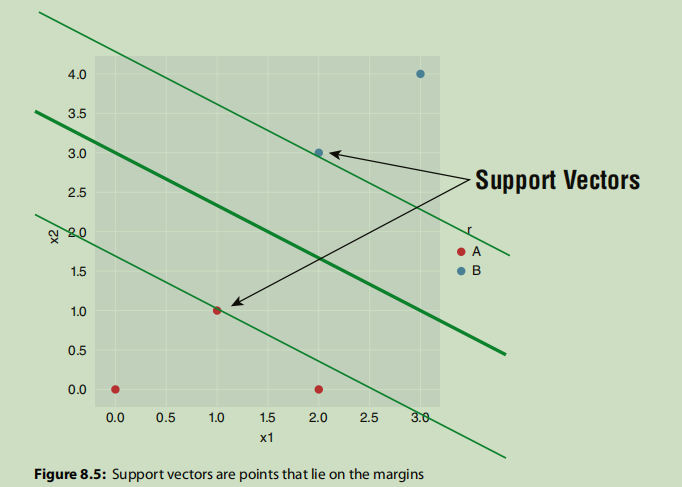 4.0
3.5
3.0
2.5
2.0
1.5
1.0
0.5
0.0
x2
0.0 0.5 1.0 1.5 2.0 2.5 3.0
x1
Support Vectors
r
A
B
Figure 8.5: Support vectors are points that lie on the margins